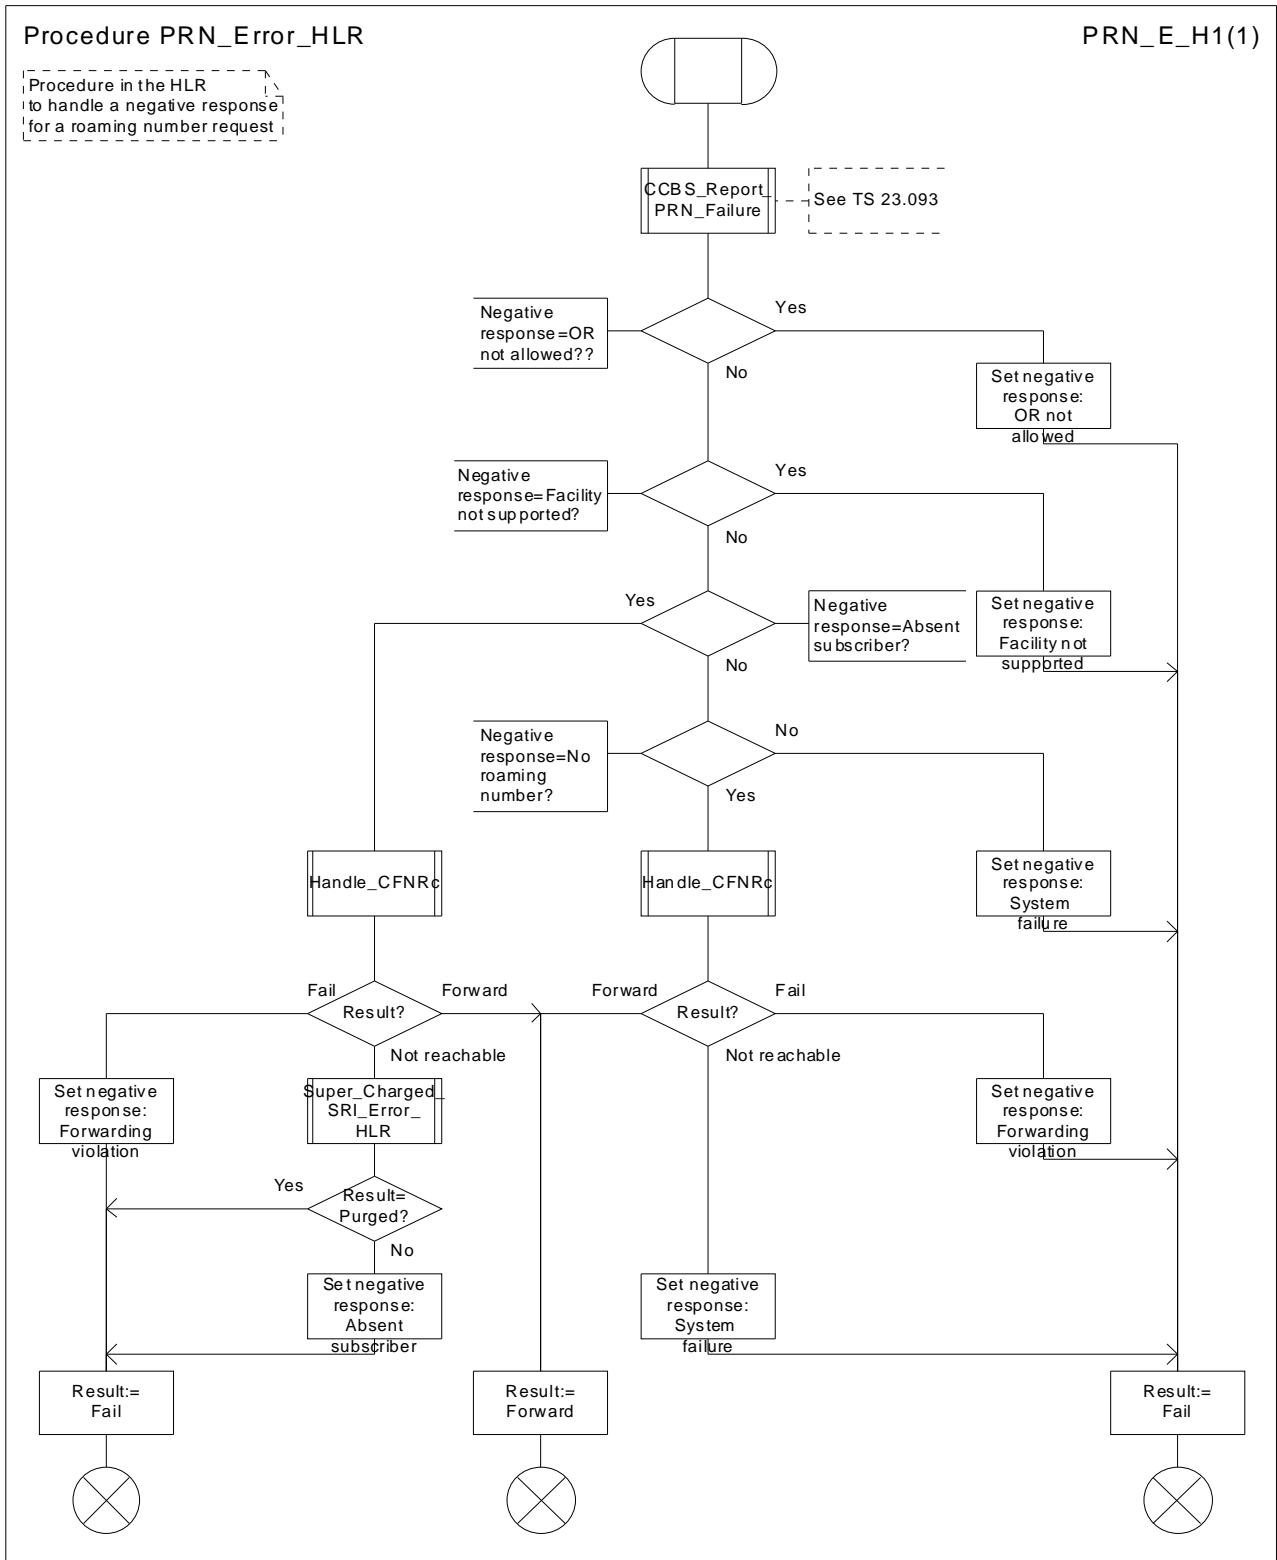 Procedure PRN_Error_HLR
PRN_E_H1(1)
Procedure in the HLR
to handle a negative response
for a roaming number request
CCBS_Report_
PRN_Failure
See TS 23.093
Negative
response=OR
not allowed??
Yes
No
Set negative
response:
OR not
allowed
Negative
response=Facility
not supported?
Yes
No
Yes
Negative
response=Absent
subscriber?
No
Set negative
response:
Facility not
supported
Negative
response=No
roaming
number?
No
Yes
Handle_CFNRc
Handle_CFNRc
Set negative
response:
System
failure
Fail
Result?
Forward
Not reachable
Forward
Result?
Fail
Not reachable
Set negative
response:
Forwarding
violation
Super_Charged_
SRI_Error_
HLR
Set negative
response:
Forwarding
violation
Yes
Result=
Purged?
No
Set negative
response:
Absent
subscriber
Set negative
response:
System
failure
Result:=
Fail
Result:=
Forward
Result:=
Fail